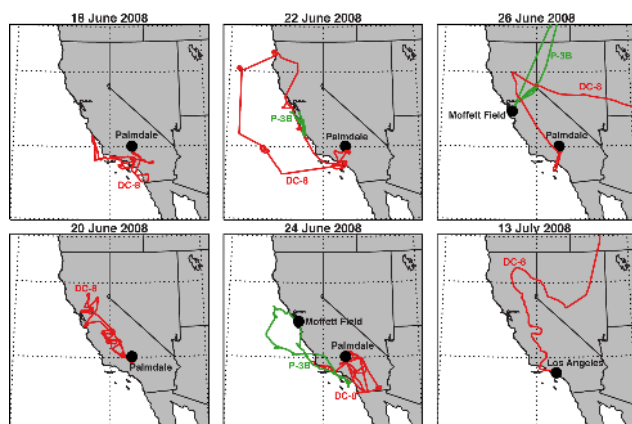 18 June 2008
Palmdale
DC-8
22 June 2008
P-3B
Palmdale
DC-8
26 June 2008
P-3B
DC-8
Moffett Field
Palmdale
20 June 2008
DC-8
Palmdale
24 June 2008
Moffett Field
Palmdale
P-3B
DC-8
13 July 2008
DC-8
Los Angeles